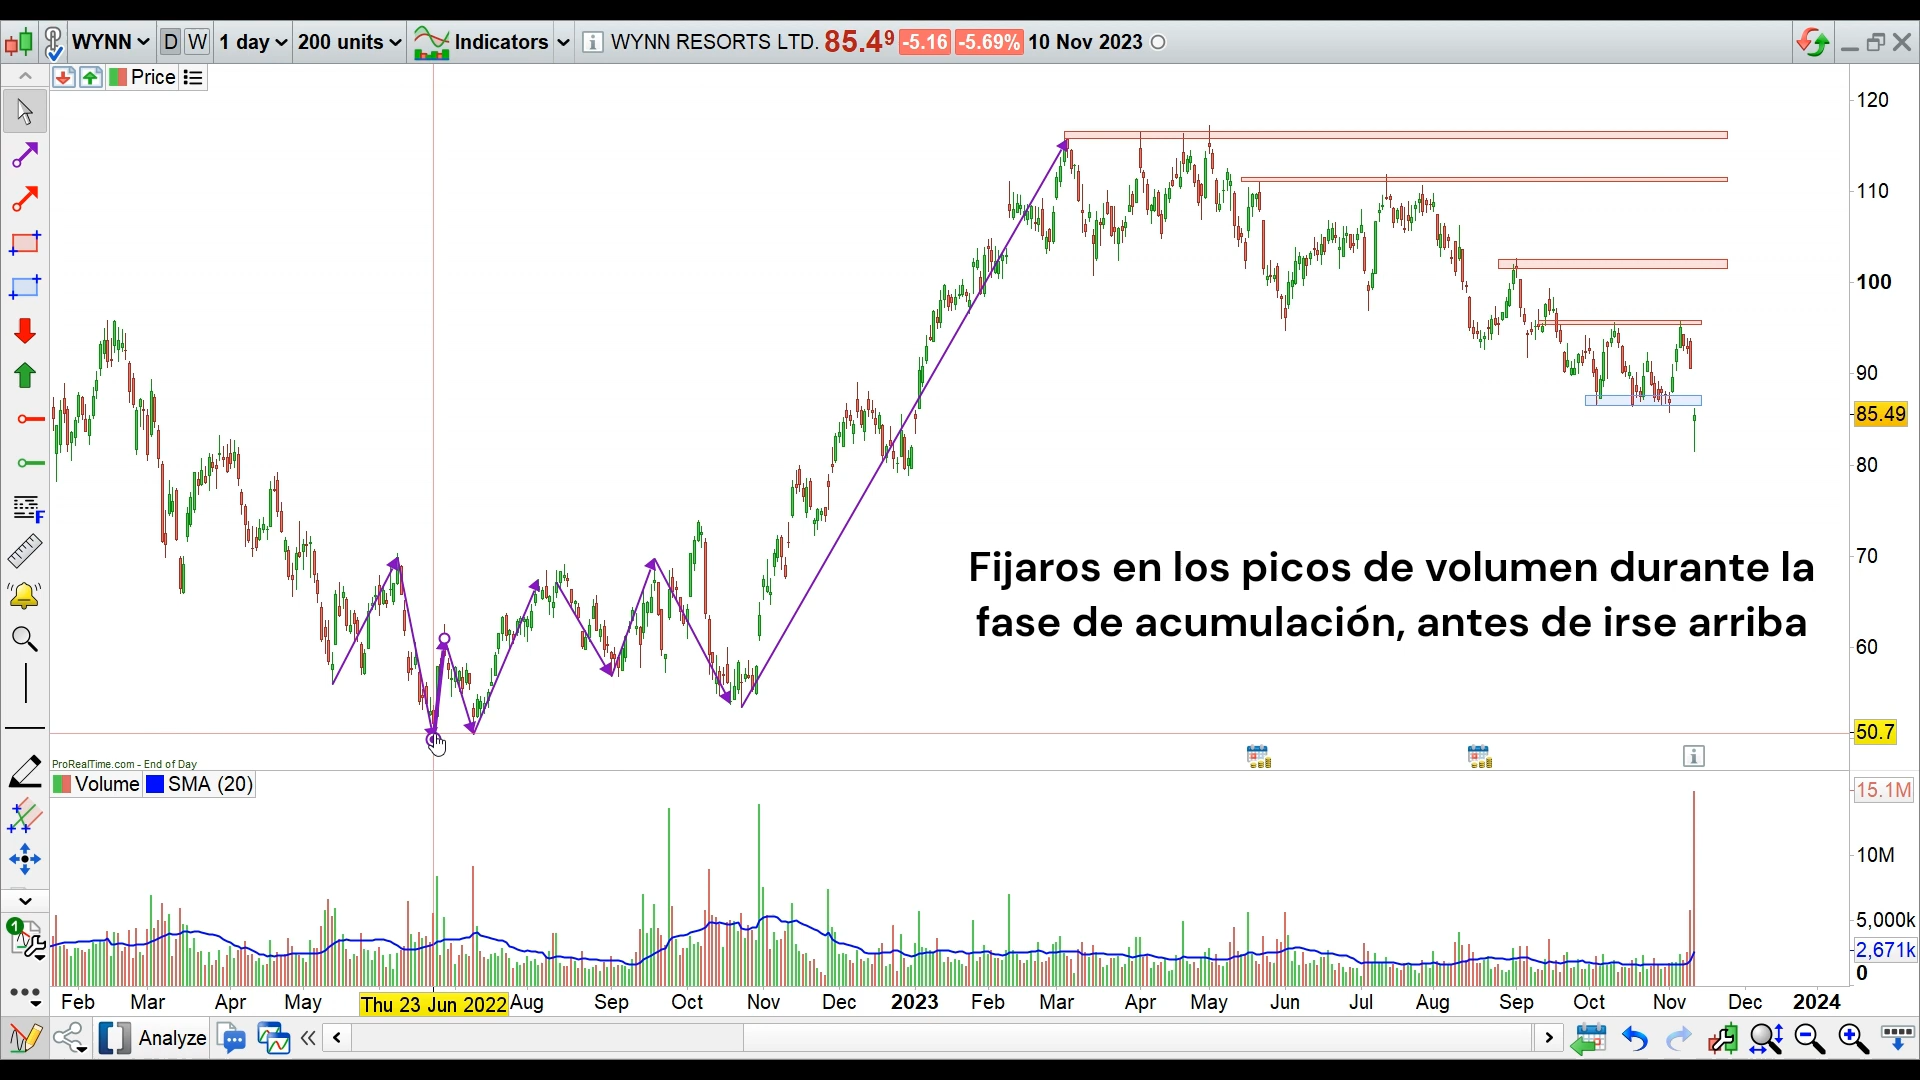 WYNN D W 1 day 200 units Indicators WYNN RESORTS LTD. 85.49 -5.16 -5.69% 10 Nov 2023
Price
120
110
100
90
85.49
80
70
60
50.7
Fijaros en los picos de volumen durante la
fase de acumulación, antes de irse arriba
F
ProRealTime.com - End of Day
Volume SMA (20)
15.1M
10M
5,000k
2,671k
0
1
Feb Mar Apr May Thu 23 Jun 2022 Aug Sep Oct Nov Dec 2023 Feb Mar Apr May Jun Jul Aug Sep Oct Nov Dec 2024
Analyze